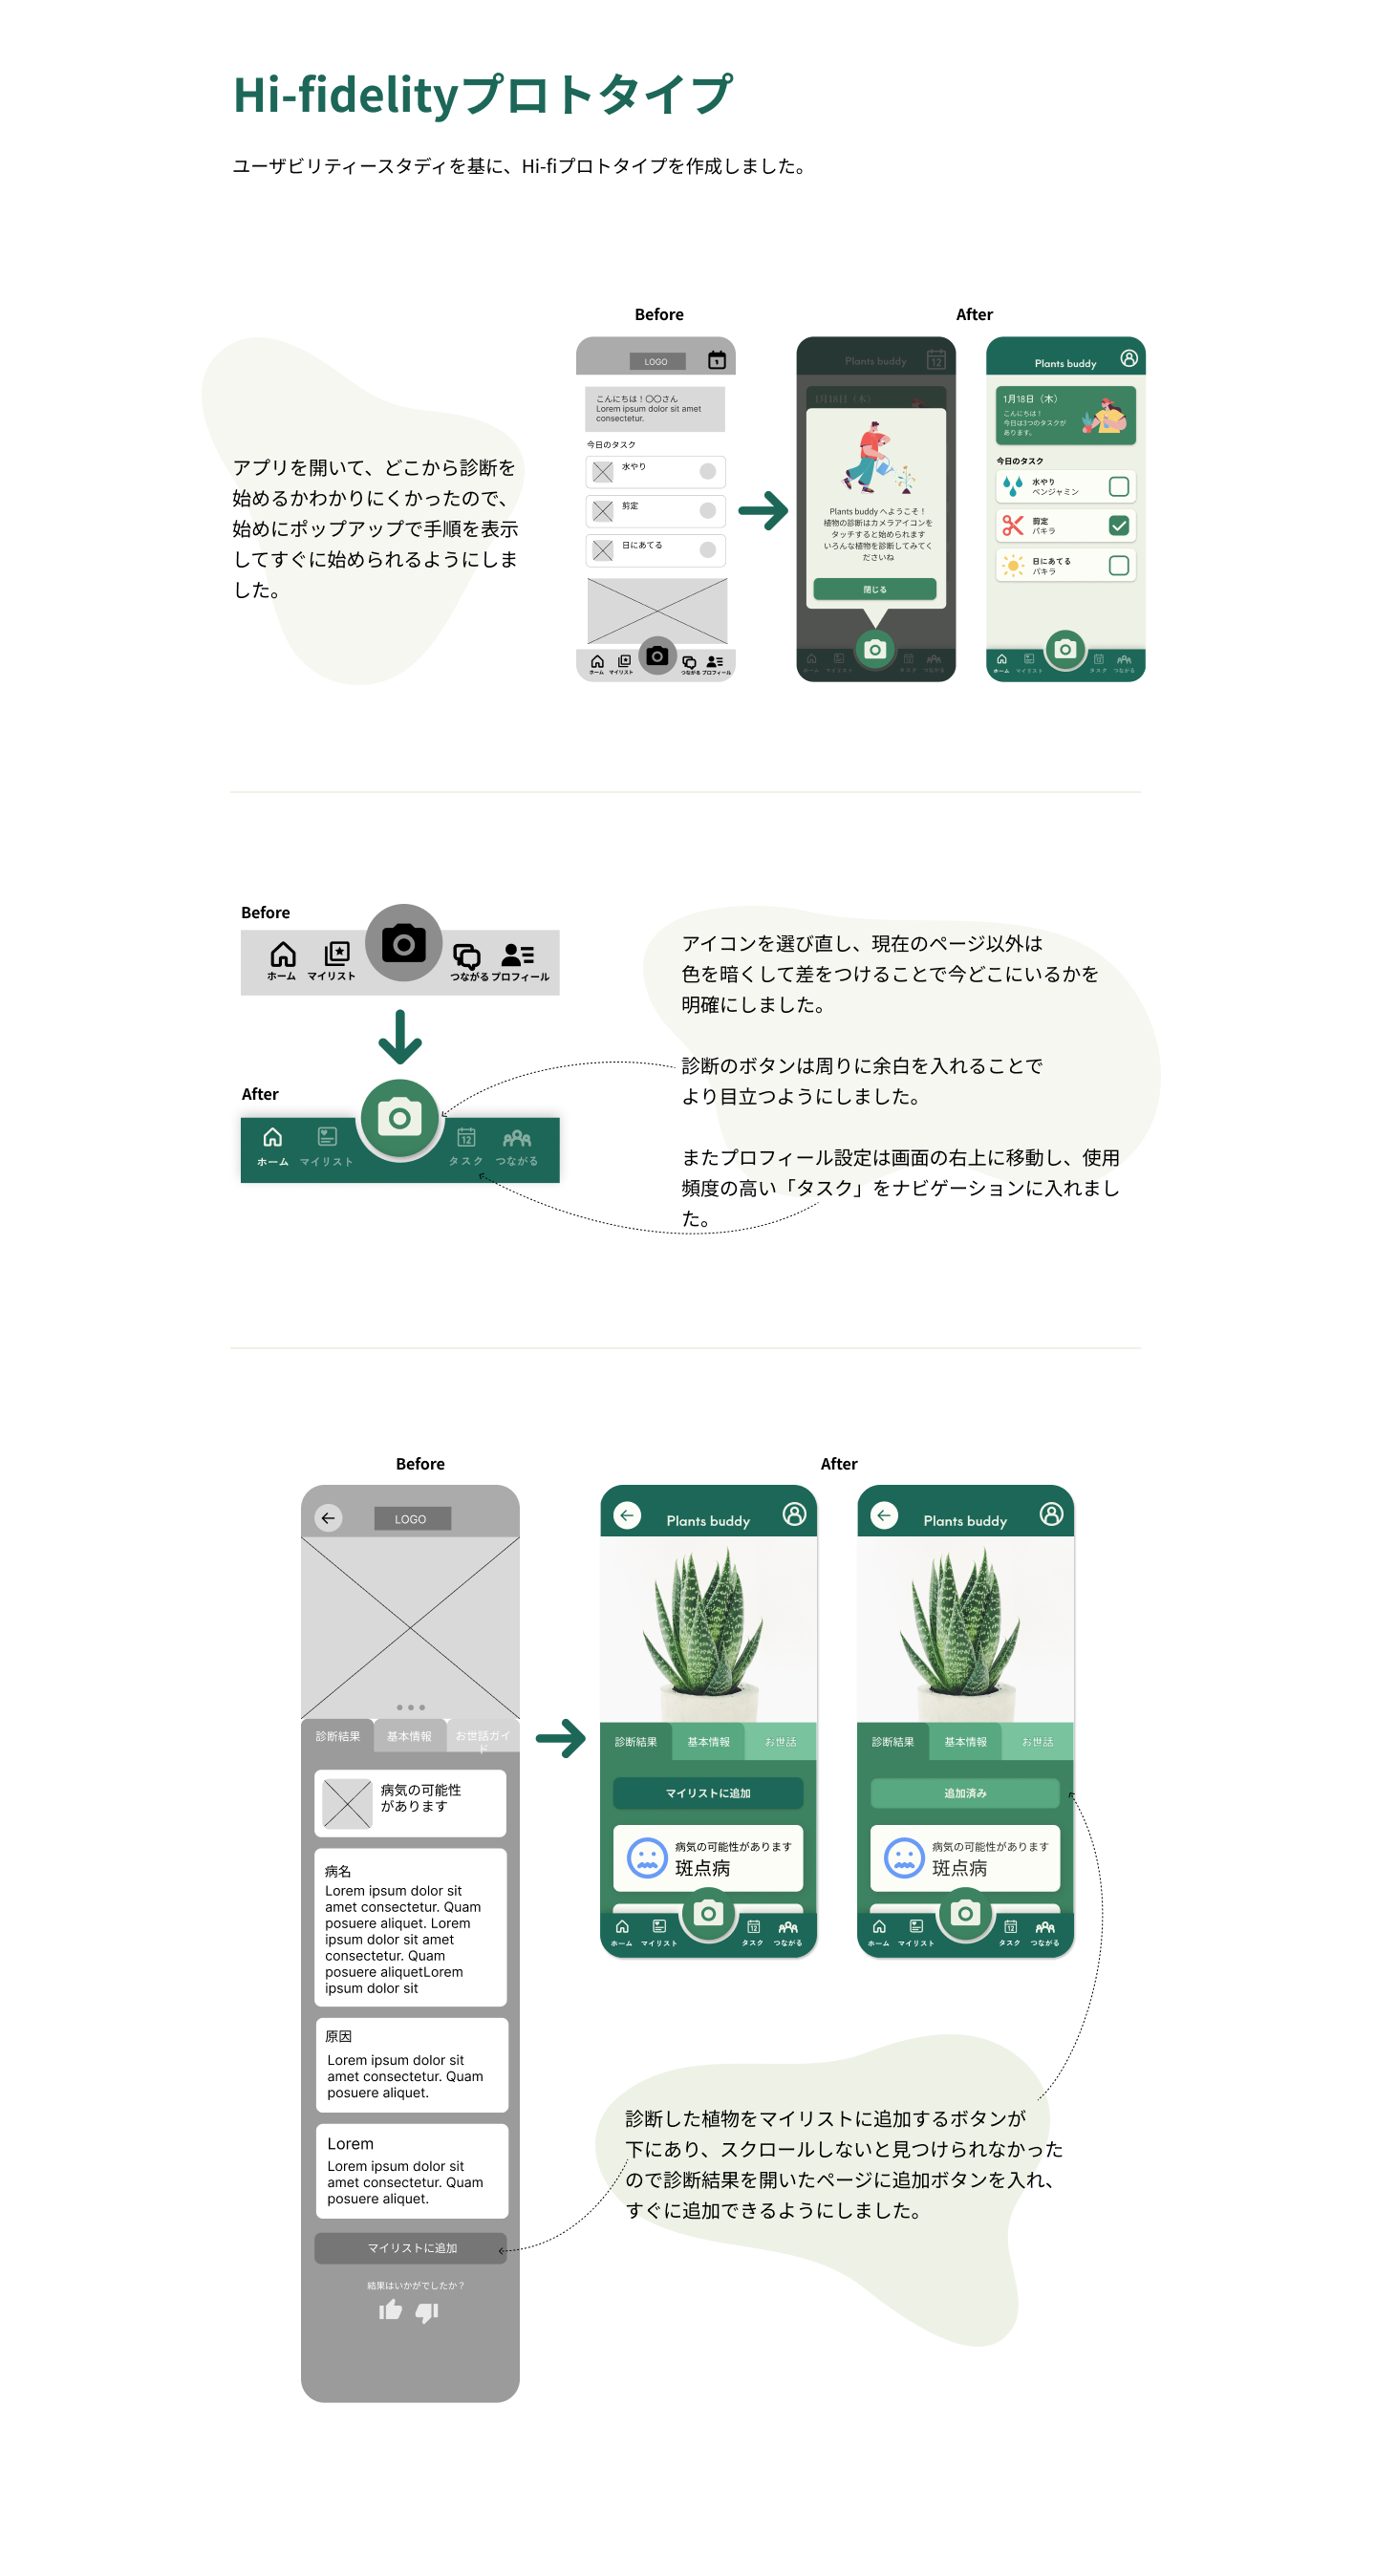 Hi-fidelityプロトタイプ
ユーザビリティースタディを基に、Hi-fiプロトタイプを作成しました。
アプリを開いて、どこから診断を
始めるかわかりにくかったので、
始めにポップアップで手順を表示
してすぐに始められるようにしま
した。
Before
LOGO
こんにちは！〇〇さん
Lorem ipsum dolor sit amet
consectetur.
今日のタスク
水やり
剪定
日にあてる
ホーム マイリスト つながる プロフィール
After
Plants buddy
12
1月18日（木）
Plants buddy へようこそ！
植物の診断はカメラアイコンを
タッチすると始められます
いろんな植物を診断してみてく
ださいね
閉じる
ホーム マイリスト タスク つながる
Plants buddy
1月18日（木）
こんにちは！
今日は3つのタスクが
あります。
今日のタスク
水やり
ベンジャミン
剪定
パキラ
日にあてる
パキラ
ホーム マイリスト タスク つながる
Before
ホーム マイリスト つながる プロフィール
After
12
ホーム マイリスト タスク つながる
アイコンを選び直し、現在のページ以外は
色を暗くして差をつけることで今どこにいるかを
明確にしました。
診断のボタンは周りに余白を入れることで
より目立つようにしました。
またプロフィール設定は画面の右上に移動し、使用
頻度の高い「タスク」をナビゲーションに入れまし
た。
Before
LOGO
診断結果 基本情報 お世話ガイ
ド
病気の可能性
があります
病名
Lorem ipsum dolor sit
amet consectetur. Quam
posuere aliquet. Lorem
ipsum dolor sit amet
consectetur. Quam
posuere aliquetLorem
ipsum dolor sit
原因
Lorem ipsum dolor sit
amet consectetur. Quam
posuere aliquet.
Lorem
Lorem ipsum dolor sit
amet consectetur. Quam
posuere aliquet.
マイリストに追加
結果はいかがでしたか？
After
Plants buddy
診断結果 基本情報 お世話
マイリストに追加
病気の可能性があります
斑点病
12
ホーム マイリスト タスク つながる
Plants buddy
診断結果 基本情報 お世話
追加済み
病気の可能性があります
斑点病
12
ホーム マイリスト タスク つながる
診断した植物をマイリストに追加するボタンが
下にあり、スクロールしないと見つけられなかった
ので診断結果を開いたページに追加ボタンを入れ、
すぐに追加できるようにしました。